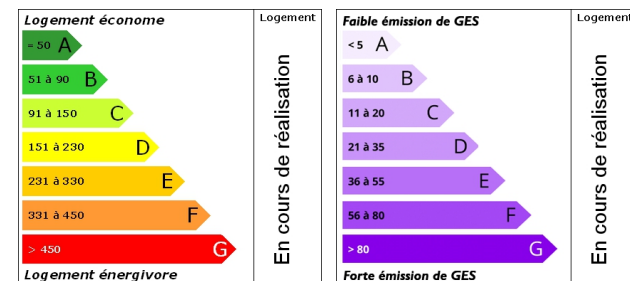 Logement économe
Logement
= 50 A
51 à 90 B
91 à 150 C
151 à 230 D
231 à 330 E
331 à 450 F
> 450 G
En cours de réalisation
Logement énergivore
Faible émission de GES
Logement
< 5 A
6 à 10 B
11 à 20 C
21 à 35 D
36 à 55 E
56 à 80 F
> 80 G
En cours de réalisation
Forte émission de GES